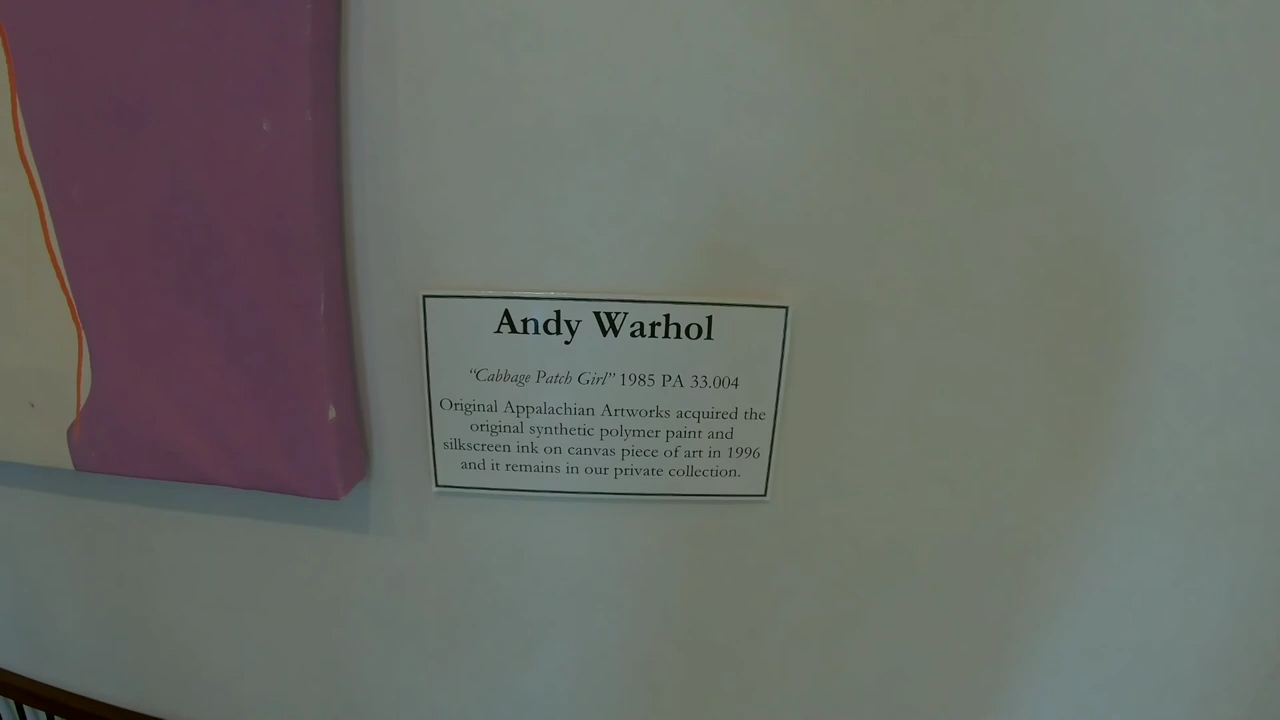 Andy Warhol
“Cabbage Patch Girl” 1985 PA 33.004
Original Appalachian Artworks acquired the
original synthetic polymer paint and
silkscreen ink on canvas piece of art in 1996
and it remains in our private collection.